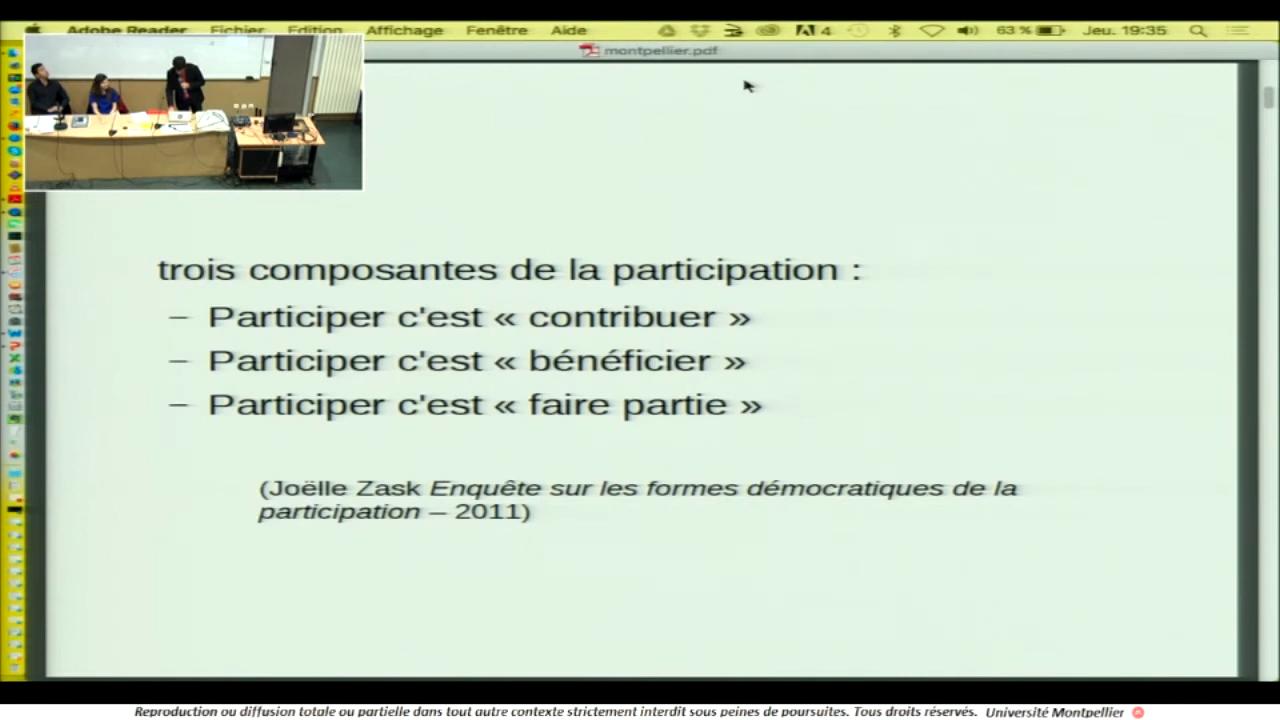 Adobe Reader Fichier Edition Affichage Fenêtre Aide 4 63 % Jeu. 19:35
montpellier.pdf
trois composantes de la participation :
– Participer c'est « contribuer »
– Participer c'est « bénéficier »
– Participer c'est « faire partie »
(Joëlle Zask Enquête sur les formes démocratiques de la
participation – 2011)
Reproduction ou diffusion totale ou partielle dans tout autre contexte strictement interdit sous peines de poursuites. Tous droits réservés. Université Montpellier